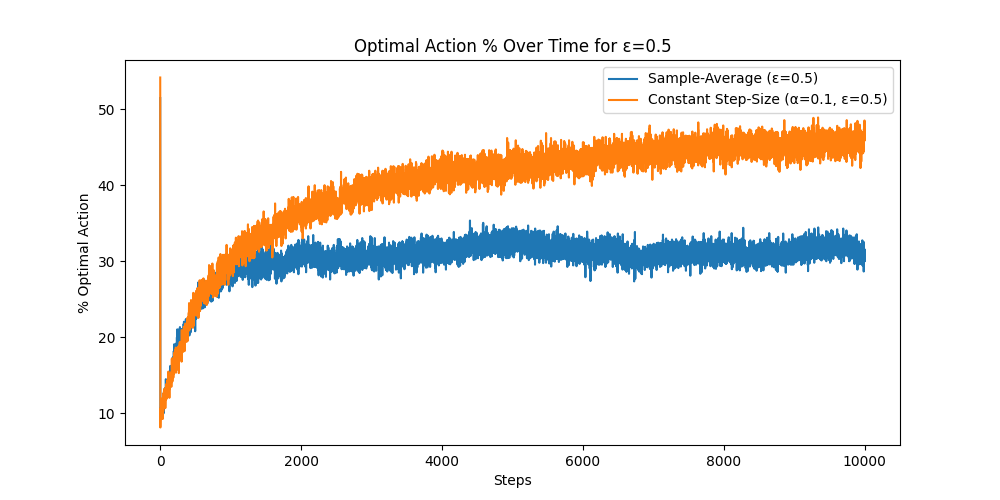 Optimal Action % Over Time for ε=0.5
Sample-Average (ε=0.5)
Constant Step-Size (α=0.1, ε=0.5)
% Optimal Action
50
40
30
20
10
0
2000
4000
6000
8000
10000
Steps